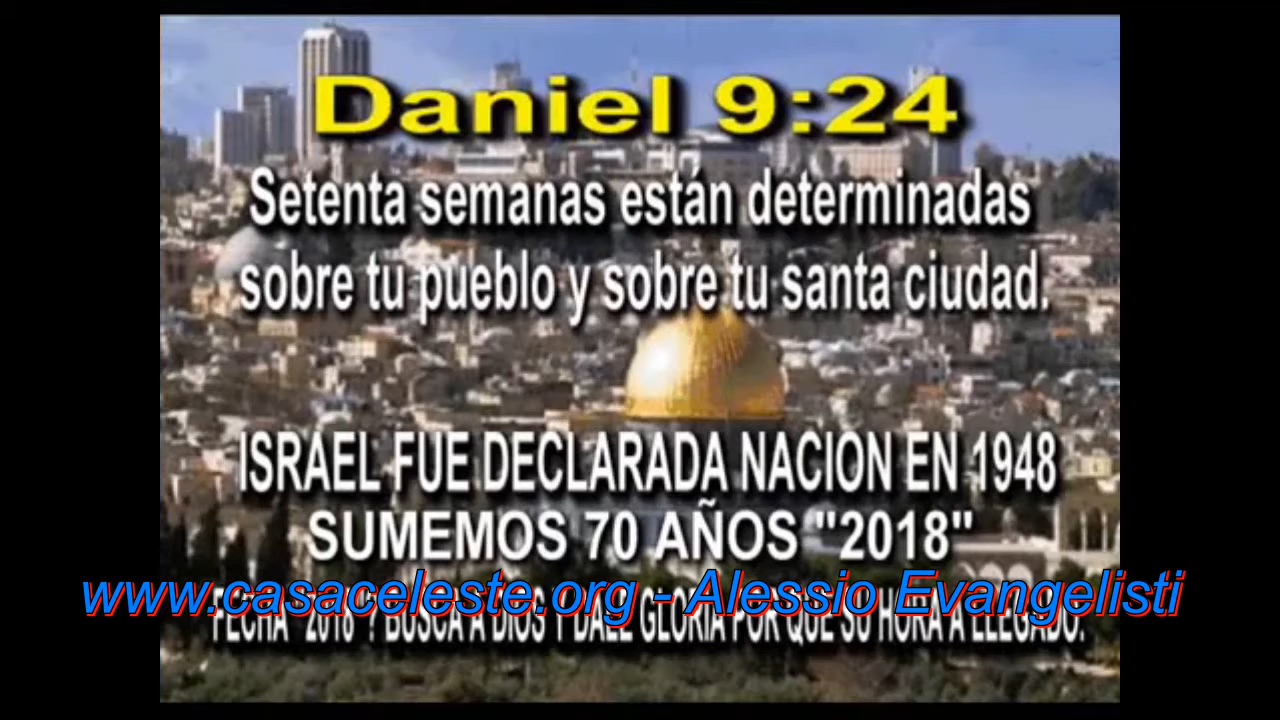 Daniel 9:24
Setenta semanas están determinadas
sobre tu pueblo y sobre tu santa ciudad.
ISRAEL FUE DECLARADA NACION EN 1948
SUMEMOS 70 AÑOS "2018"
www.casaceleste.org - Alessio Evangelisti
FECHA "2018"? BUSCA A DIOS Y DALE GLORIA POR QUE SU HORA A LLEGADO.